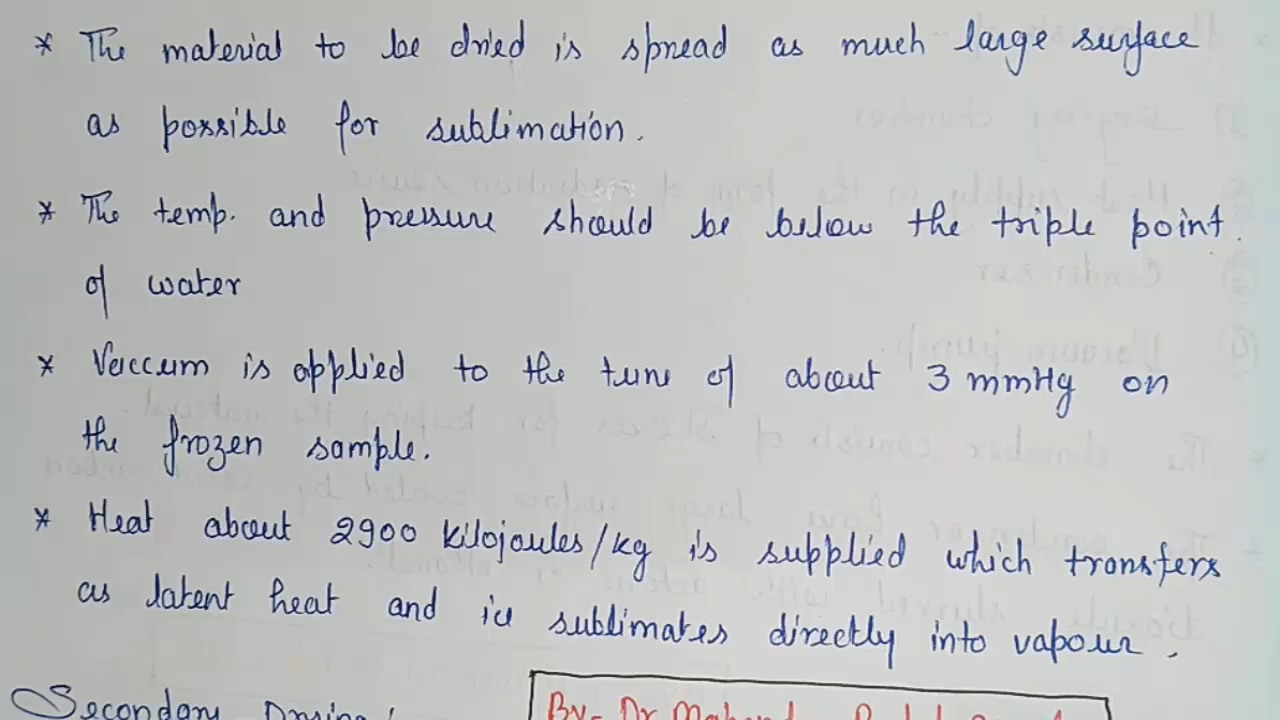 * The material to be dried is spread as much large surface
as possible for sublimation.
* The temp. and pressure should be below the triple point.
of water
* Vaccum is applied to the tune of about 3 mmHg on
the frozen sample.
* Heat about 2900 kilojoules/kg is supplied which transfers
as latent heat and ice sublimates directly into vapour.
Secondary Drying:
By- Dr